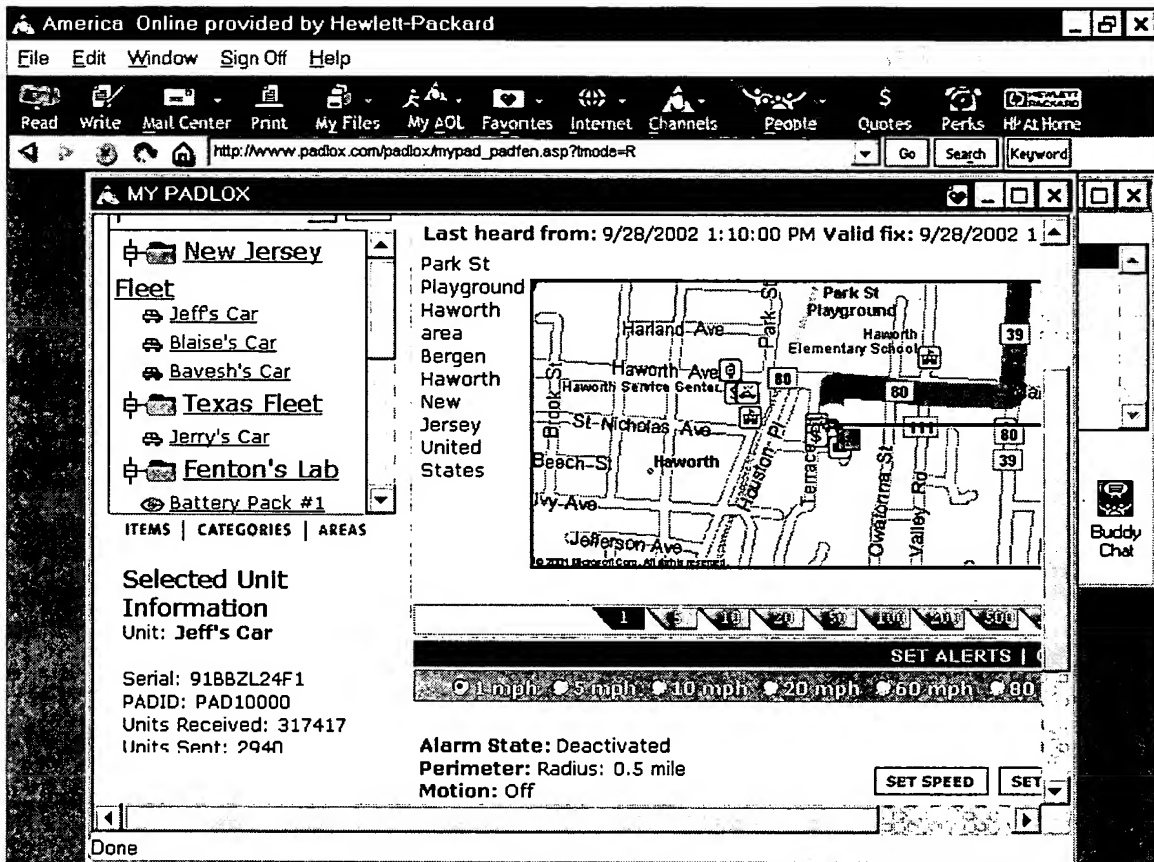 America Online provided by Hewlett-Packard
File Edit Window Sign Off Help
Read Write Mail Center Print My Files My AOL Favorites Internet Channels People Quotes Perks HP At Home
HEWLETT PACKARD
http://www.padlox.com/padlox/mypad_padfen.asp?tmode=R
Go Search Keyword
MY PADLOX
New Jersey
Fleet
Jeff's Car
Blaise's Car
Bavesh's Car
Texas Fleet
Jerry's Car
Fenton's Lab
Battery Pack #1
ITEMS | CATEGORIES | AREAS
Selected Unit
Information
Unit: Jeff's Car
Serial: 91BBZL24F1
PADID: PAD10000
Units Received: 317417
Units Sent: 2940
Last heard from: 9/28/2002 1:10:00 PM Valid fix: 9/28/2002 1
Park St
Playground
Haworth
area
Bergen
Haworth
New
Jersey
United
States
Park St
Park St
Playground
Harland Ave
Haworth
Elementary School
39
Haworth Ave
Haworth Service Center
80
80
Brook St
St Nicholas Ave
111
80
Beech St
Haworth
39
Houston Pl
Terrace
Owatonna St
Valley Rd
Ivy Ave
Jefferson Ave
© 2001 Microsoft Corp. All rights reserved.
1 5 10 20 50 100 200 500
SET ALERTS |
1 mph 5 mph 10 mph 20 mph 60 mph 80
Alarm State: Deactivated
Perimeter: Radius: 0.5 mile
Motion: Off
SET SPEED SET
Buddy
Chat
Done